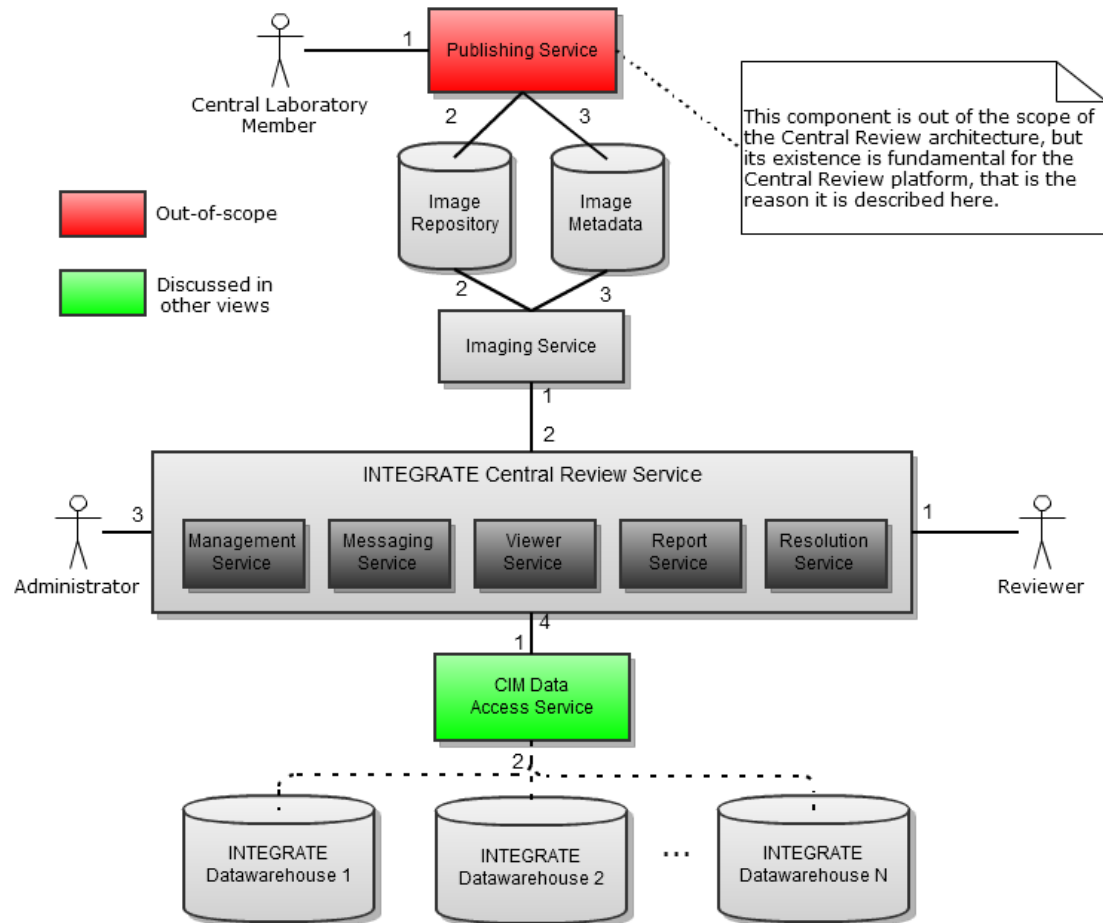 1
Publishing Service
Central Laboratory
Member
2
3
This component is out of the scope of
the Central Review architecture, but
its existence is fundamental for the
Central Review platform, that is the
reason it is described here.
Image
Repository
Image
Metadata
Out-of-scope
Discussed in
other views
2
3
Imaging Service
1
2
INTEGRATE Central Review Service
3
1
Management
Service
Messaging
Service
Viewer
Service
Report
Service
Resolution
Service
Administrator
Reviewer
4
1
CIM Data
Access Service
2
INTEGRATE
Datawarehouse 1
INTEGRATE
Datawarehouse 2
...
INTEGRATE
Datawarehouse N